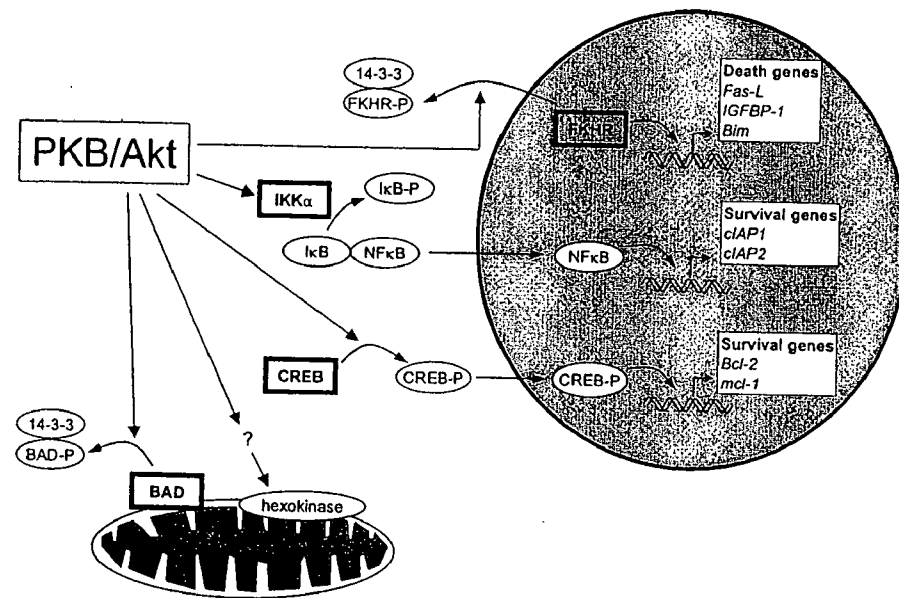 14-3-3
FKHR-P
PKB/Akt
IKKα
IκB-P
IκB
NFκB
CREB
CREB-P
14-3-3
BAD-P
?
BAD
hexokinase
FKHR
Death genes
Fas-L
IGFBP-1
Bim
NFκB
Survival genes
cIAP1
cIAP2
CREB-P
Survival genes
Bcl-2
mcl-1